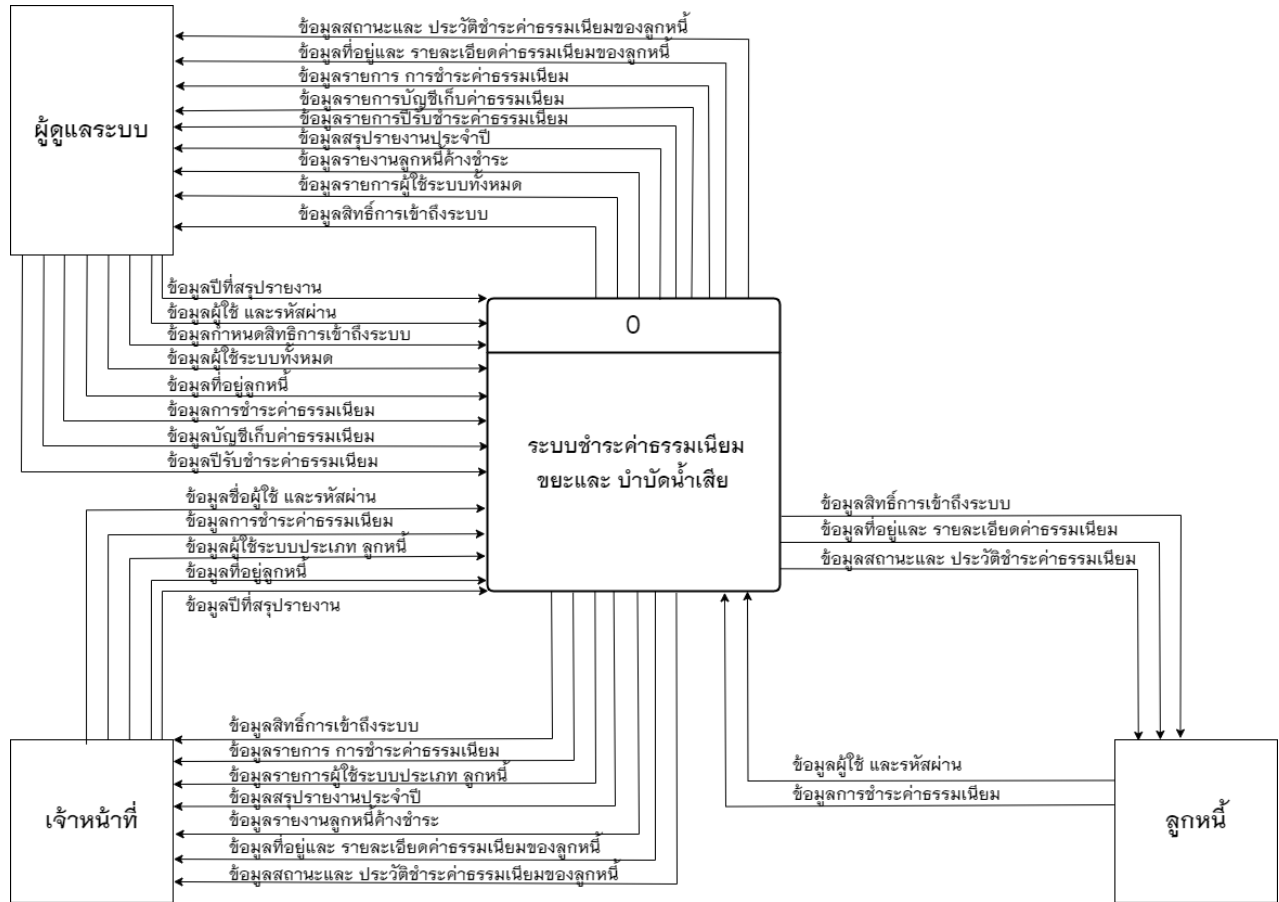 ข้อมูลสถานะและ ประวัติชำระค่าธรรมเนียมของลูกหนี้
ข้อมูลที่อยู่และ รายละเอียดค่าธรรมเนียมของลูกหนี้
ข้อมูลรายการ การชำระค่าธรรมเนียม
ข้อมูลรายการบัญชีเก็บค่าธรรมเนียม
ข้อมูลรายการปีรับชำระค่าธรรมเนียม
ข้อมูลสรุปรายงานประจำปี
ข้อมูลรายงานลูกหนี้ค้างชำระ
ข้อมูลรายการผู้ใช้ระบบทั้งหมด
ข้อมูลสิทธิ์การเข้าถึงระบบ
ผู้ดูแลระบบ
ข้อมูลปีที่สรุปรายงาน
ข้อมูลผู้ใช้ และรหัสผ่าน
ข้อมูลกำหนดสิทธิการเข้าถึงระบบ
ข้อมูลผู้ใช้ระบบทั้งหมด
ข้อมูลที่อยู่ลูกหนี้
ข้อมูลการชำระค่าธรรมเนียม
ข้อมูลบัญชีเก็บค่าธรรมเนียม
ข้อมูลปีรับชำระค่าธรรมเนียม
0
ระบบชำระค่าธรรมเนียม
ขยะและ บำบัดน้ำเสีย
ข้อมูลชื่อผู้ใช้ และรหัสผ่าน
ข้อมูลการชำระค่าธรรมเนียม
ข้อมูลผู้ใช้ระบบประเภท ลูกหนี้
ข้อมูลที่อยู่ลูกหนี้
ข้อมูลปีที่สรุปรายงาน
ข้อมูลสิทธิ์การเข้าถึงระบบ
ข้อมูลที่อยู่และ รายละเอียดค่าธรรมเนียม
ข้อมูลสถานะและ ประวัติชำระค่าธรรมเนียม
ข้อมูลสิทธิ์การเข้าถึงระบบ
ข้อมูลรายการ การชำระค่าธรรมเนียม
ข้อมูลรายการผู้ใช้ระบบประเภท ลูกหนี้
ข้อมูลสรุปรายงานประจำปี
ข้อมูลรายงานลูกหนี้ค้างชำระ
ข้อมูลที่อยู่และ รายละเอียดค่าธรรมเนียมของลูกหนี้
ข้อมูลสถานะและ ประวัติชำระค่าธรรมเนียมของลูกหนี้
เจ้าหน้าที่
ข้อมูลผู้ใช้ และรหัสผ่าน
ข้อมูลการชำระค่าธรรมเนียม
ลูกหนี้